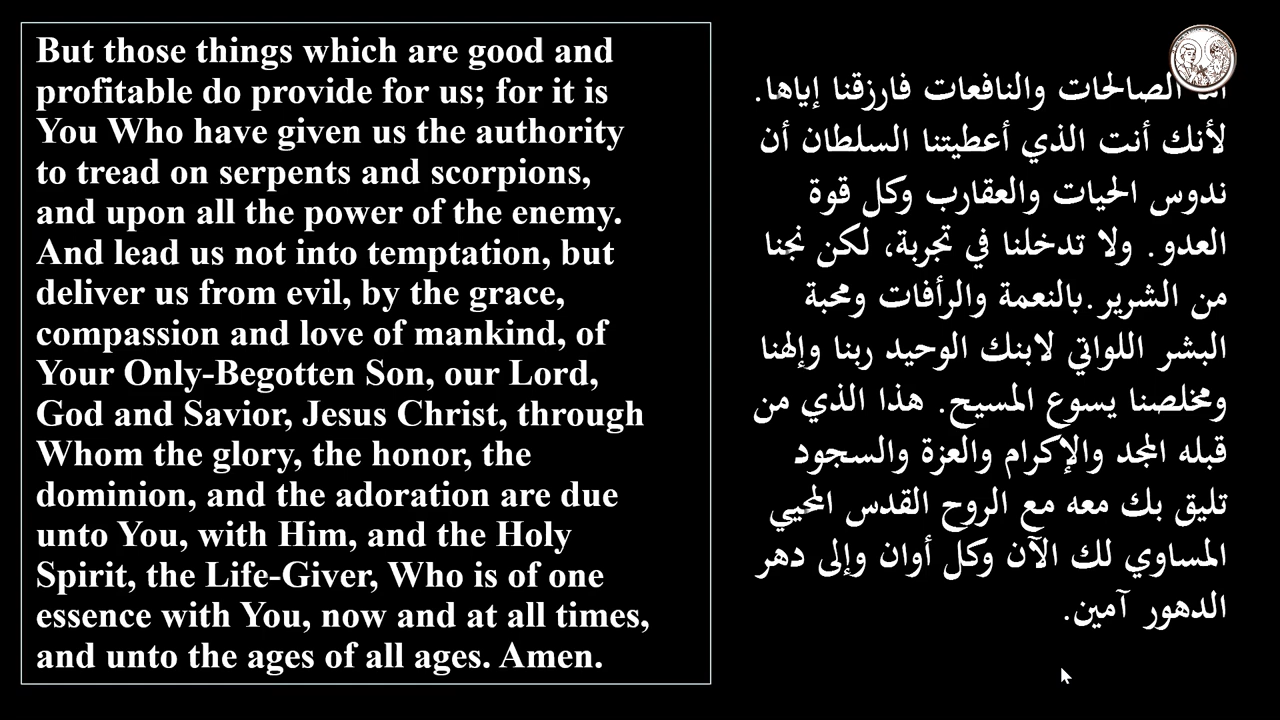 But those things which are good and
profitable do provide for us; for it is
You Who have given us the authority
to tread on serpents and scorpions,
and upon all the power of the enemy.
And lead us not into temptation, but
deliver us from evil, by the grace,
compassion and love of mankind, of
Your Only-Begotten Son, our Lord,
God and Savior, Jesus Christ, through
Whom the glory, the honor, the
dominion, and the adoration are due
unto You, with Him, and the Holy
Spirit, the Life-Giver, Who is of one
essence with You, now and at all times,
and unto the ages of all ages. Amen.
الصالحات والنافعات فارزقنا إياها.
لأنك أنت الذي أعطيتنا السلطان أن
ندوس الحيات والعقارب وكل قوة
العدو. ولا تدخلنا في تجربة، لكن نجنا
من الشرير.بالنعمة والرأفات ومحبة
البشر اللواتي لابنك الوحيد ربنا وإلهنا
ومخلصنا يسوع المسيح. هذا الذي من
قبله المجد والإكرام والعزة والسجود
تليق بك معه مع الروح القدس المحيي
المساوي لك الآن وكل أوان وإلى دهر
الدهور آمين.